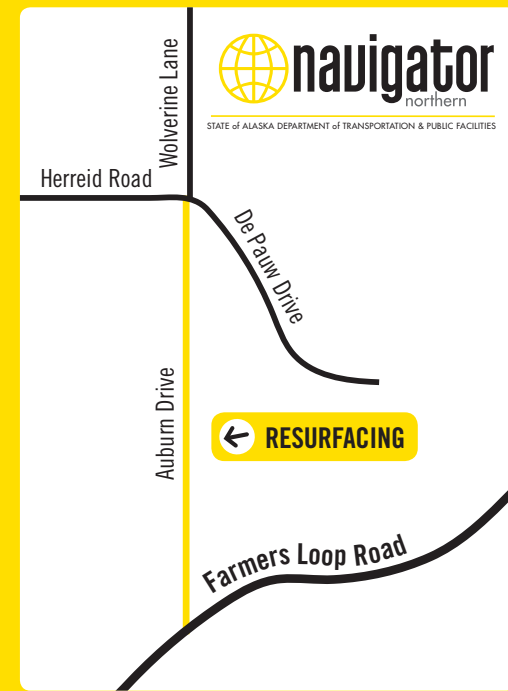 navigator
northern
STATE of ALASKA DEPARTMENT of TRANSPORTATION & PUBLIC FACILITIES
Wolverine Lane
Herreid Road
De Pauw Drive
Auburn Drive
RESURFACING
Farmers Loop Road